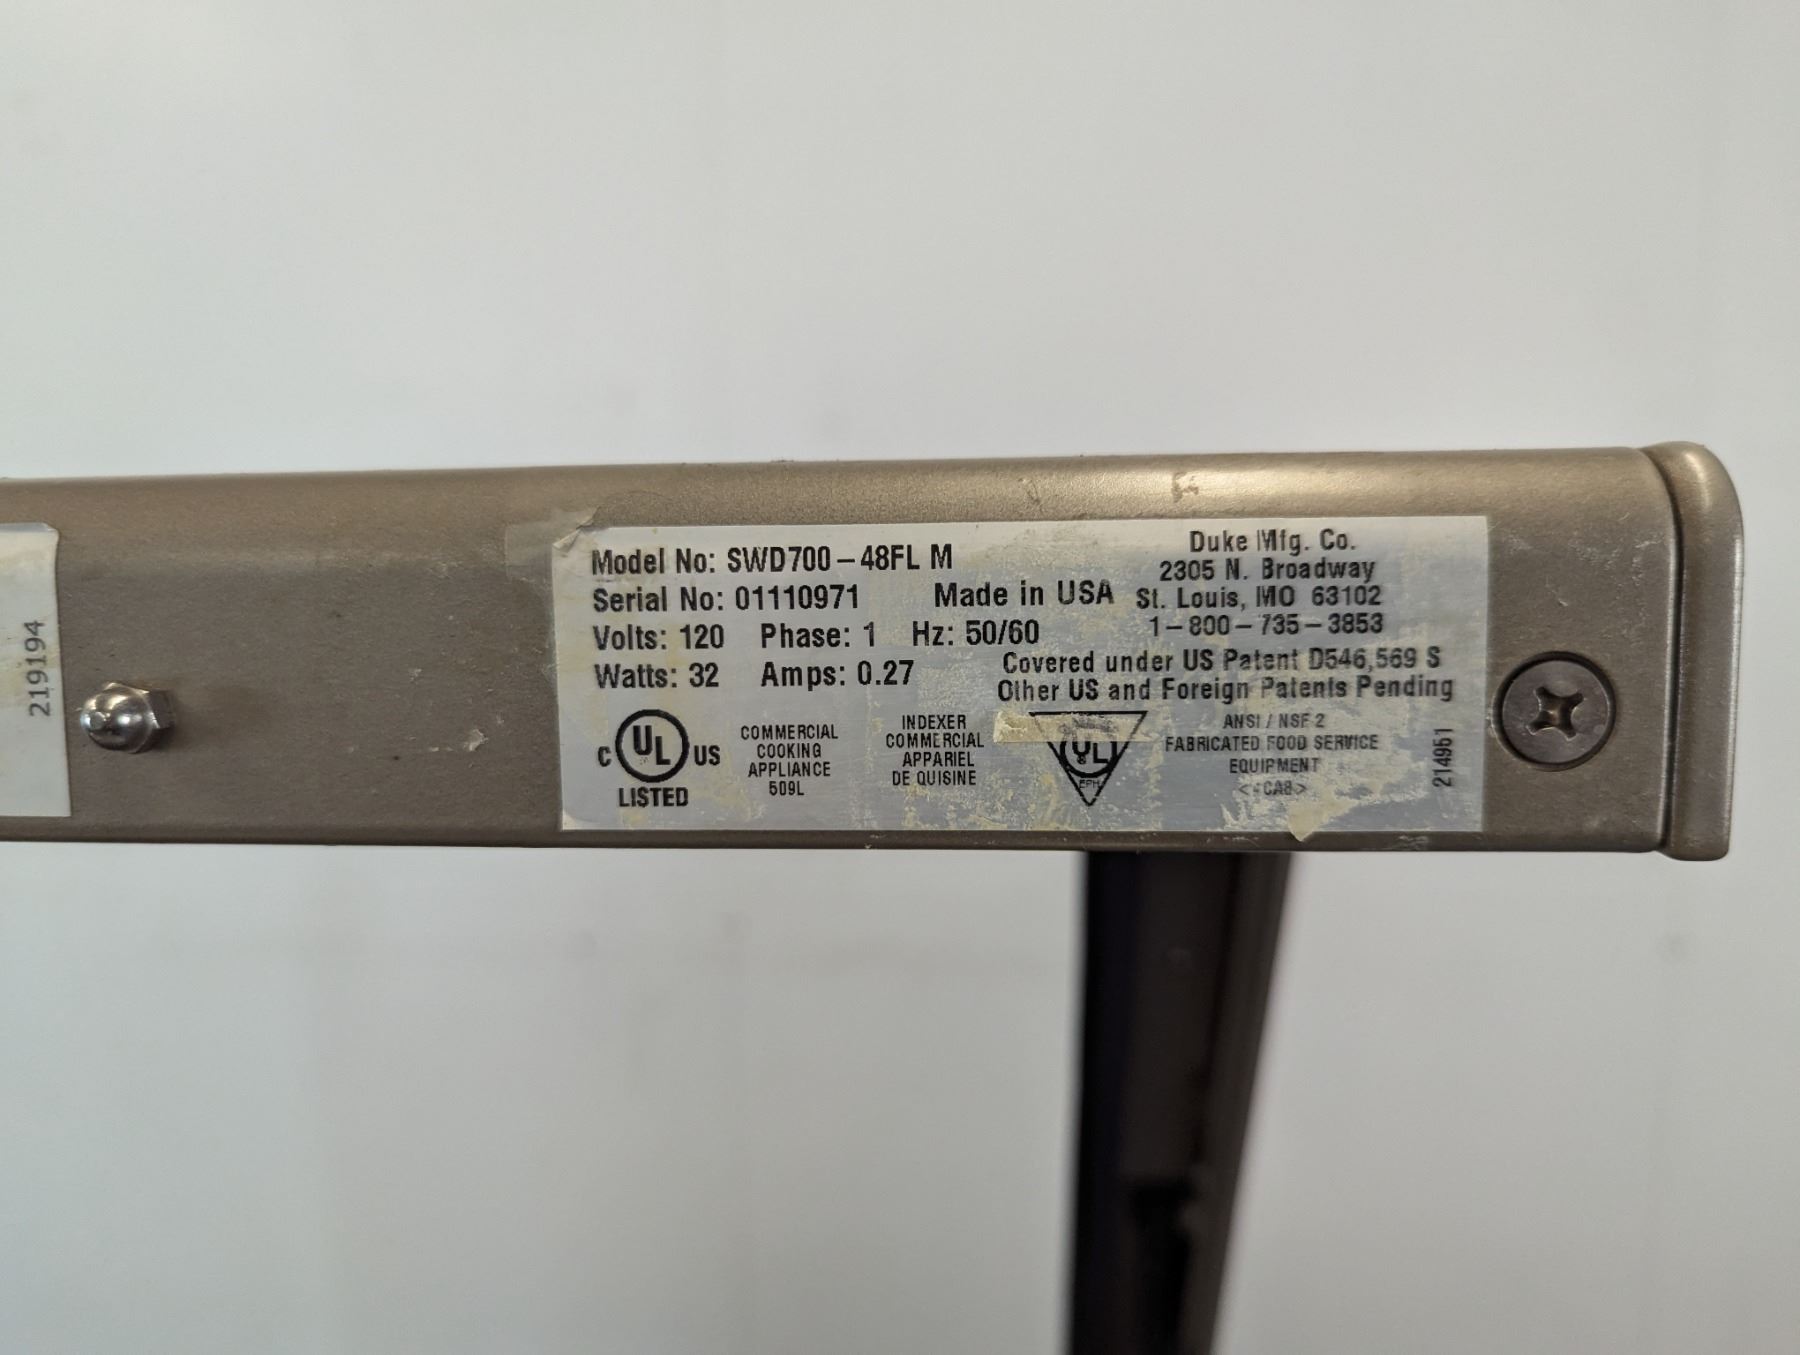 219194
Model No: SWD700-48FL M
Serial No: 01110971 Made in USA
Volts: 120 Phase: 1 Hz: 50/60
Watts: 32 Amps: 0.27
Duke Mfg. Co.
2305 N. Broadway
St. Louis, MO 63102
1-800-735-3853
Covered under US Patent D546,569 S
Other US and Foreign Patents Pending
C UL US
LISTED
COMMERCIAL
COOKING
APPLIANCE
509L
INDEXER
COMMERCIAL
APPARIEL
DE QUISINE
UL
EPH
ANSI / NSF 2
FABRICATED FOOD SERVICE
EQUIPMENT
214951